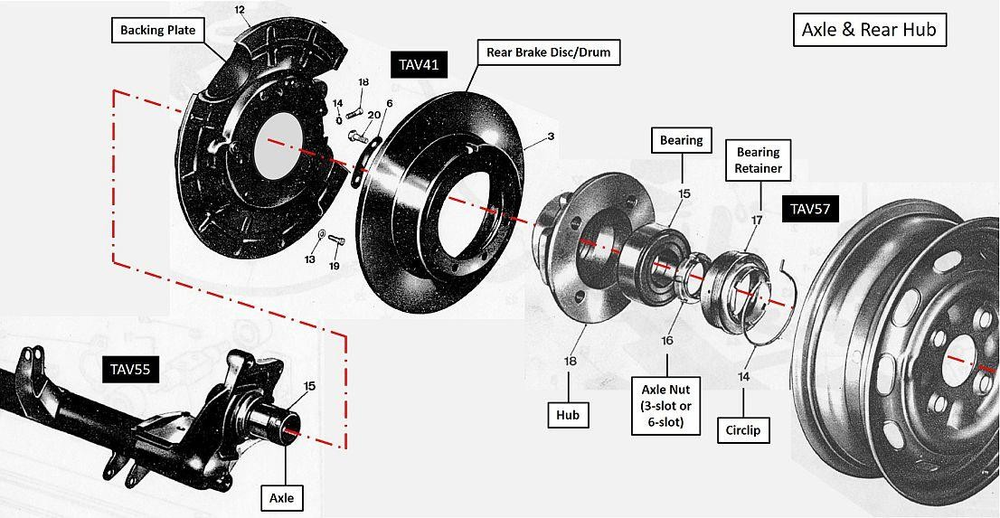 12
Backing Plate
Rear Brake Disc/Drum
Axle & Rear Hub
TAV41
18
14
6
20
3
13
19
Bearing
Bearing
Retainer
15
17
TAV57
16
18
14
Axle Nut
(3-slot or
6-slot)
Hub
Circlip
TAV55
15
Axle